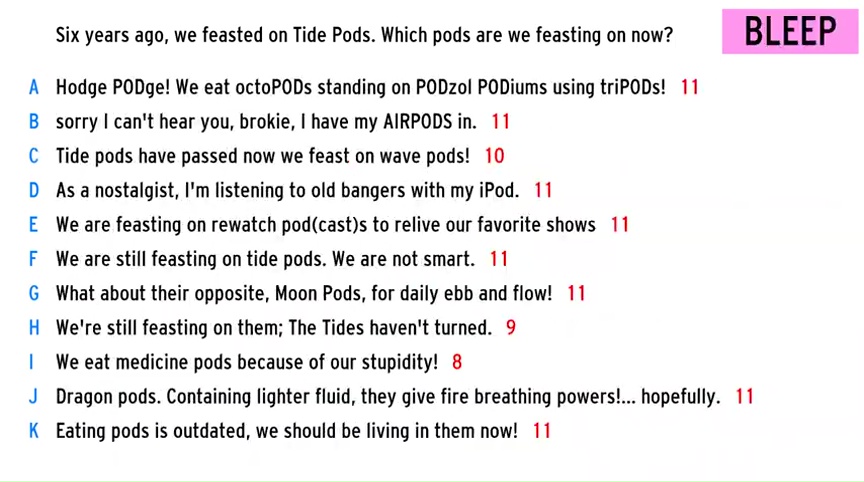 Six years ago, we feasted on Tide Pods. Which pods are we feasting on now?
BLEEP
A Hodge PODge! We eat octoPODs standing on PODzol PODiums using triPODs! 11
B sorry I can't hear you, brokie, I have my AIRPODS in. 11
C Tide pods have passed now we feast on wave pods! 10
D As a nostalgist, I'm listening to old bangers with my iPod. 11
E We are feasting on rewatch pod(cast)s to relive our favorite shows 11
F We are still feasting on tide pods. We are not smart. 11
G What about their opposite, Moon Pods, for daily ebb and flow! 11
H We're still feasting on them; The Tides haven't turned. 9
I We eat medicine pods because of our stupidity! 8
J Dragon pods. Containing lighter fluid, they give fire breathing powers!... hopefully. 11
K Eating pods is outdated, we should be living in them now! 11